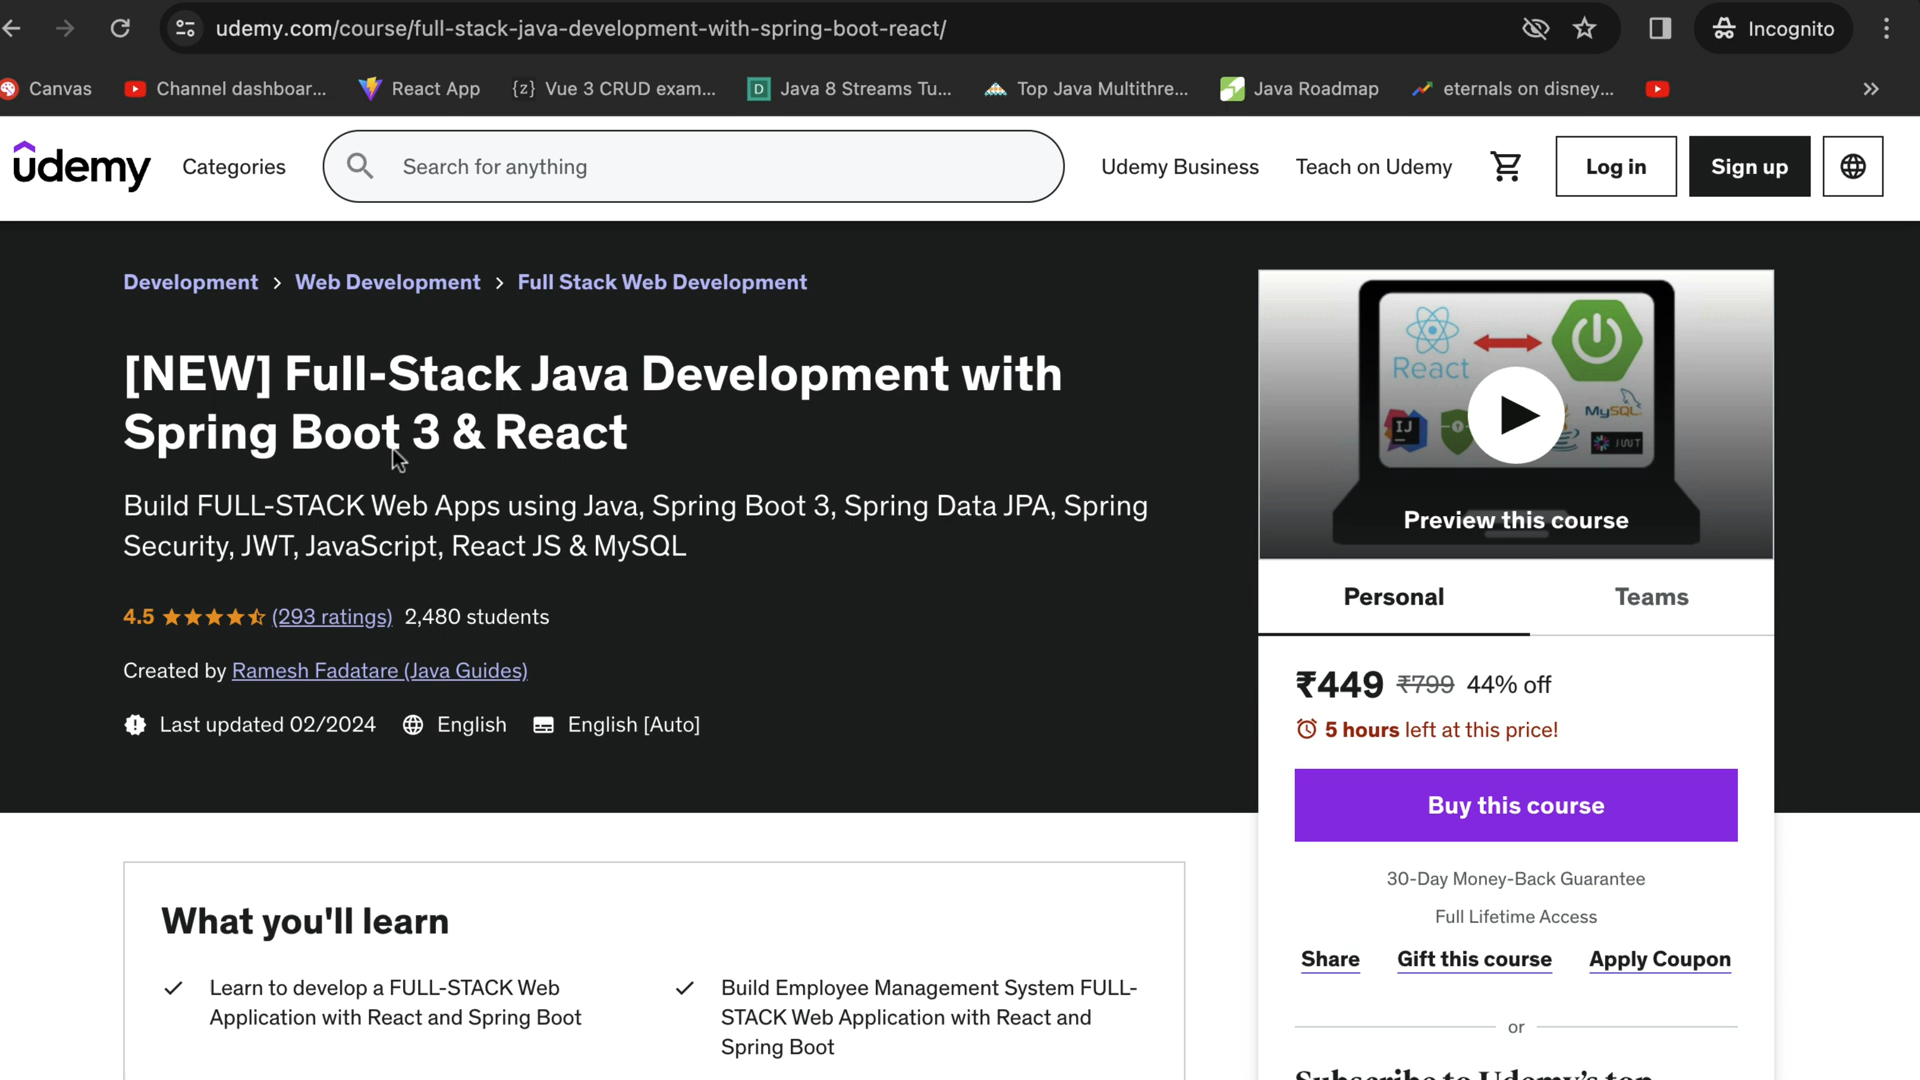 udemy.com/course/full-stack-java-development-with-spring-boot-react/
Incognito
Canvas
Channel dashboar...
React App
{z} Vue 3 CRUD exam...
D Java 8 Streams Tu...
Top Java Multithre...
Java Roadmap
eternals on disney...
udemy
Categories
Search for anything
Udemy Business
Teach on Udemy
Log in
Sign up
Development > Web Development > Full Stack Web Development
[NEW] Full-Stack Java Development with
Spring Boot 3 & React
Build FULL-STACK Web Apps using Java, Spring Boot 3, Spring Data JPA, Spring
Security, JWT, JavaScript, React JS & MySQL
4.5 (293 ratings) 2,480 students
Created by Ramesh Fadatare (Java Guides)
Last updated 02/2024 English English [Auto]
React
IJ
MySQL
JWT
Preview this course
Personal
Teams
₹449 ₹799 44% off
5 hours left at this price!
Buy this course
30-Day Money-Back Guarantee
Full Lifetime Access
Share
Gift this course
Apply Coupon
or
Subscribe to Udemy's top
What you'll learn
Learn to develop a FULL-STACK Web
Application with React and Spring Boot
Build Employee Management System FULL-
STACK Web Application with React and
Spring Boot